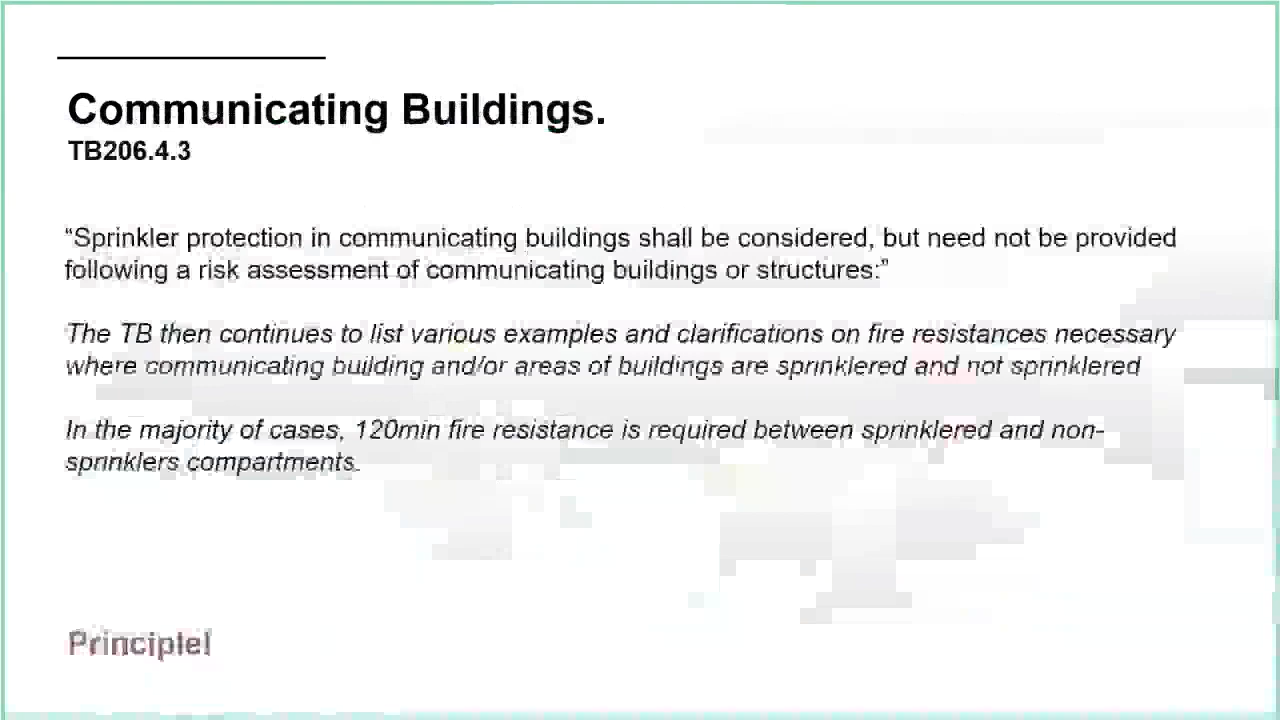 Communicating Buildings.
TB206.4.3
“Sprinkler protection in communicating buildings shall be considered, but need not be provided
following a risk assessment of communicating buildings or structures:”
The TB then continues to list various examples and clarifications on fire resistances necessary
where communicating building and/or areas of buildings are sprinklered and not sprinklered
In the majority of cases, 120min fire resistance is required between sprinklered and non-
sprinklers compartments.
Principle!